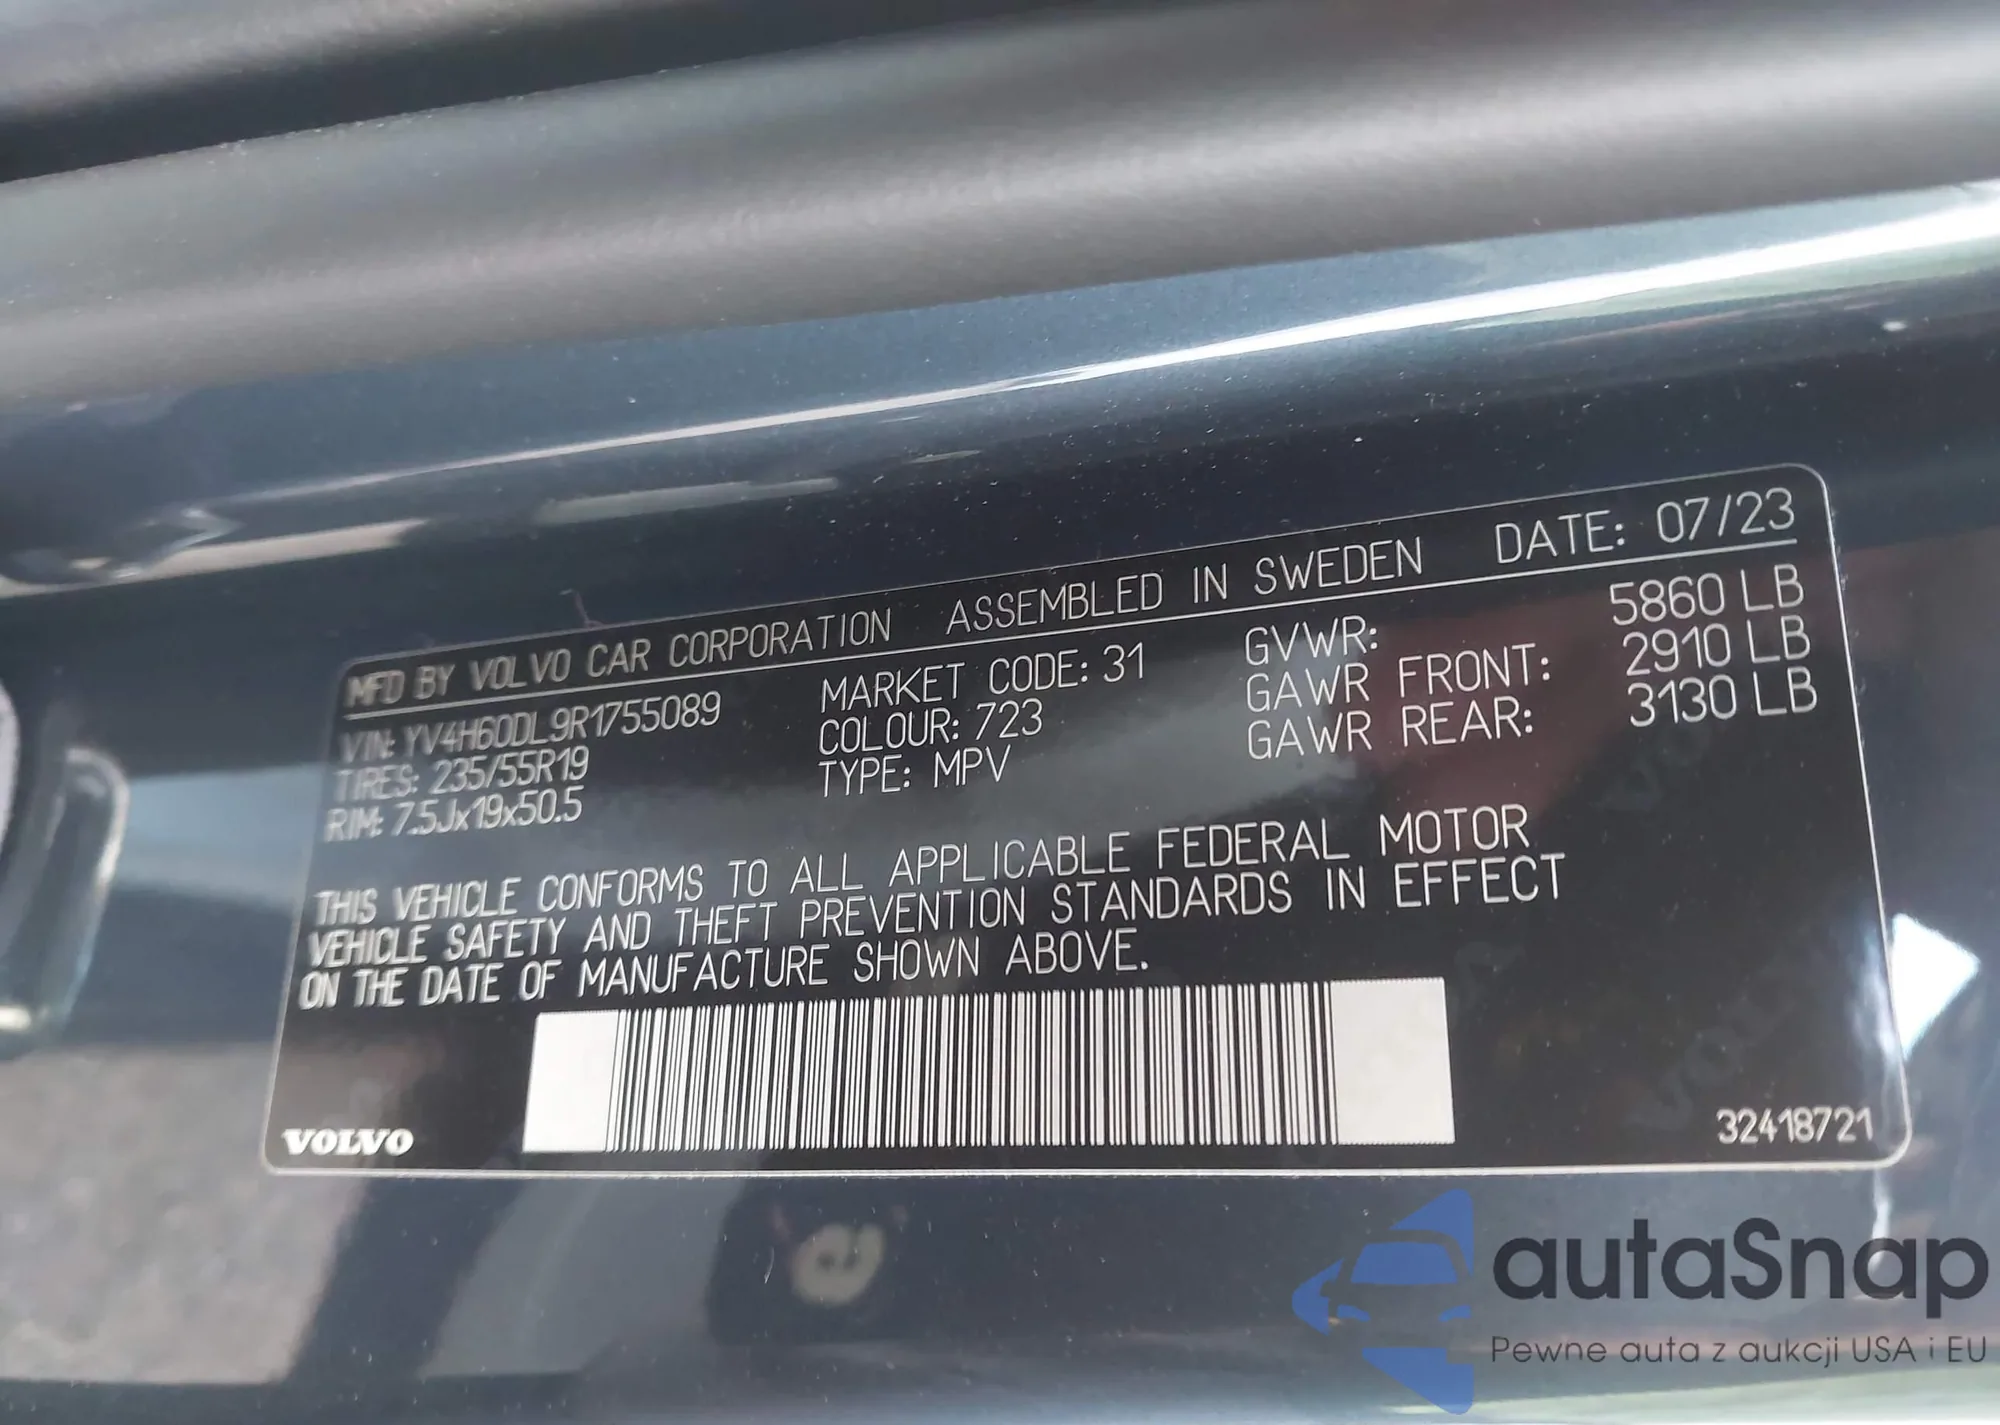 MFD BY VOLVO CAR CORPORATION ASSEMBLED IN SWEDEN DATE: 07/23
VIN: YV4H60DL9R1755089 MARKET CODE: 31 GVWR: 5860 LB
TIRES: 235/55R19 COLOUR: 723 GAWR FRONT: 2910 LB
RIM: 7.5Jx19x50.5 TYPE: MPV GAWR REAR: 3130 LB
THIS VEHICLE CONFORMS TO ALL APPLICABLE FEDERAL MOTOR
VEHICLE SAFETY AND THEFT PREVENTION STANDARDS IN EFFECT
ON THE DATE OF MANUFACTURE SHOWN ABOVE.
VOLVO 32418721
autaSnap
Pewne auta z aukcji USA i EU